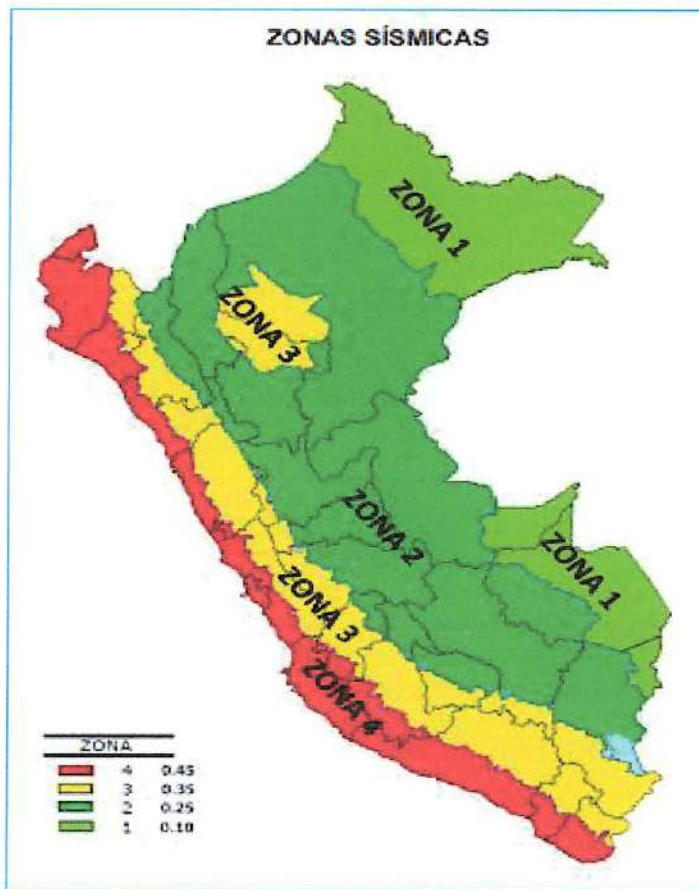 ZONAS SÍSMICAS
ZONA 1
ZONA 3
ZONA 2
ZONA 1
ZONA 3
ZONA 4
ZONA
4 0.45
3 0.35
2 0.25
1 0.10